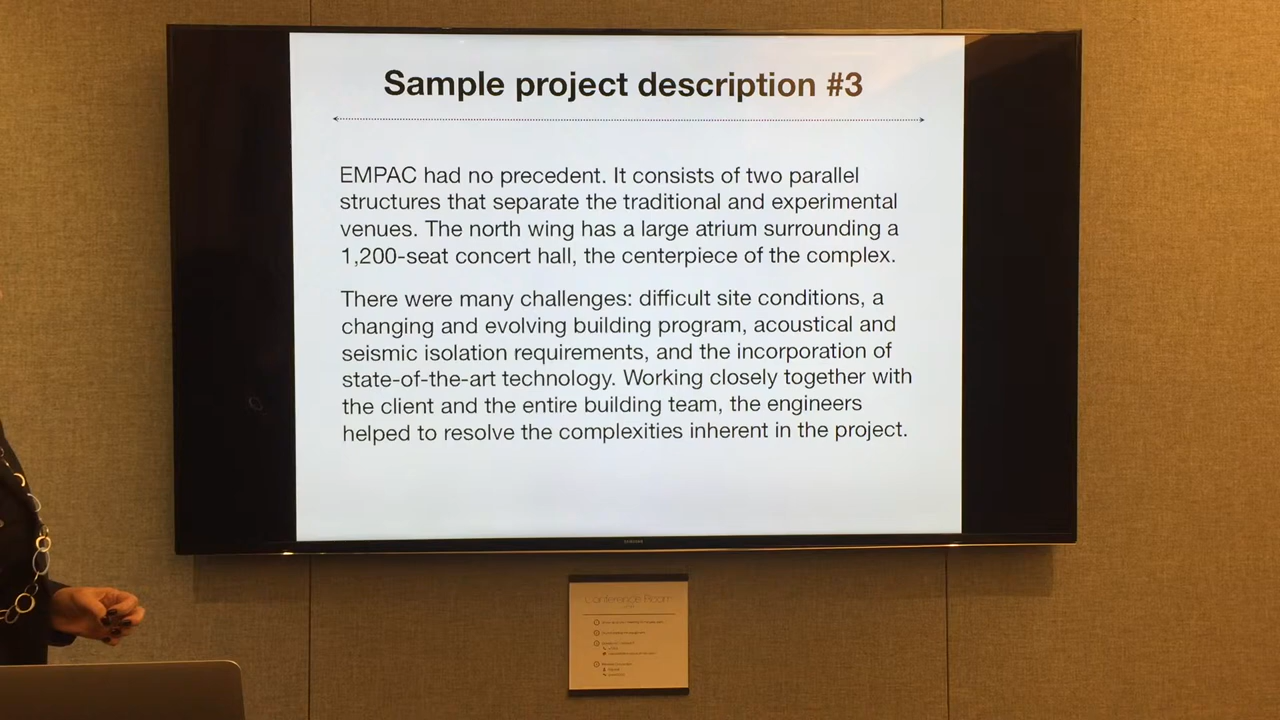 Sample project description #3
EMPAC had no precedent. It consists of two parallel
structures that separate the traditional and experimental
venues. The north wing has a large atrium surrounding a
1,200-seat concert hall, the centerpiece of the complex.
There were many challenges: difficult site conditions, a
changing and evolving building program, acoustical and
seismic isolation requirements, and the incorporation of
state-of-the-art technology. Working closely together with
the client and the entire building team, the engineers
helped to resolve the complexities inherent in the project.
SAMSUNG
Conference Room